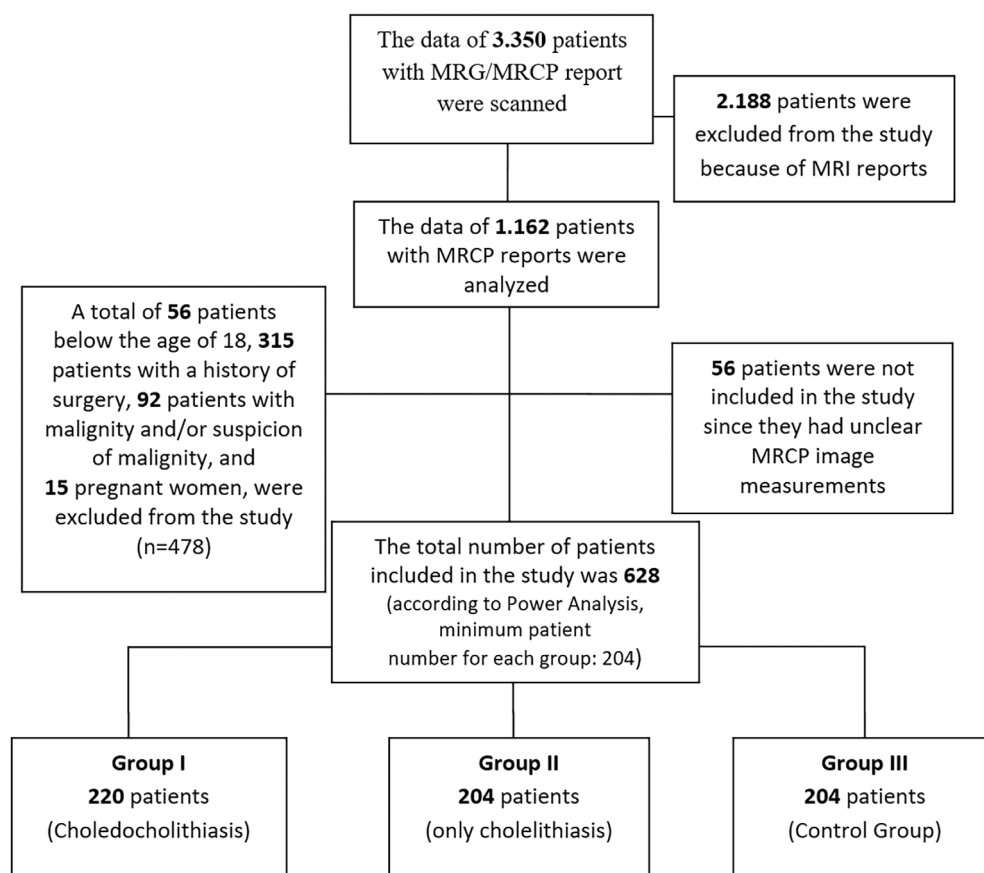 The data of 3.350 patients
with MRG/MRCP report
were scanned
2.188 patients were
excluded from the study
because of MRI reports
The data of 1.162 patients
with MRCP reports were
analyzed
A total of 56 patients
below the age of 18, 315
patients with a history of
surgery, 92 patients with
malignity and/or suspicion
of malignity, and
15 pregnant women, were
excluded from the study
(n=478)
56 patients were not
included in the study
since they had unclear
MRCP image
measurements
The total number of patients
included in the study was 628
(according to Power Analysis,
minimum patient
number for each group: 204)
Group I
220 patients
(Choledocholithiasis)
Group II
204 patients
(only cholelithiasis)
Group III
204 patients
(Control Group)